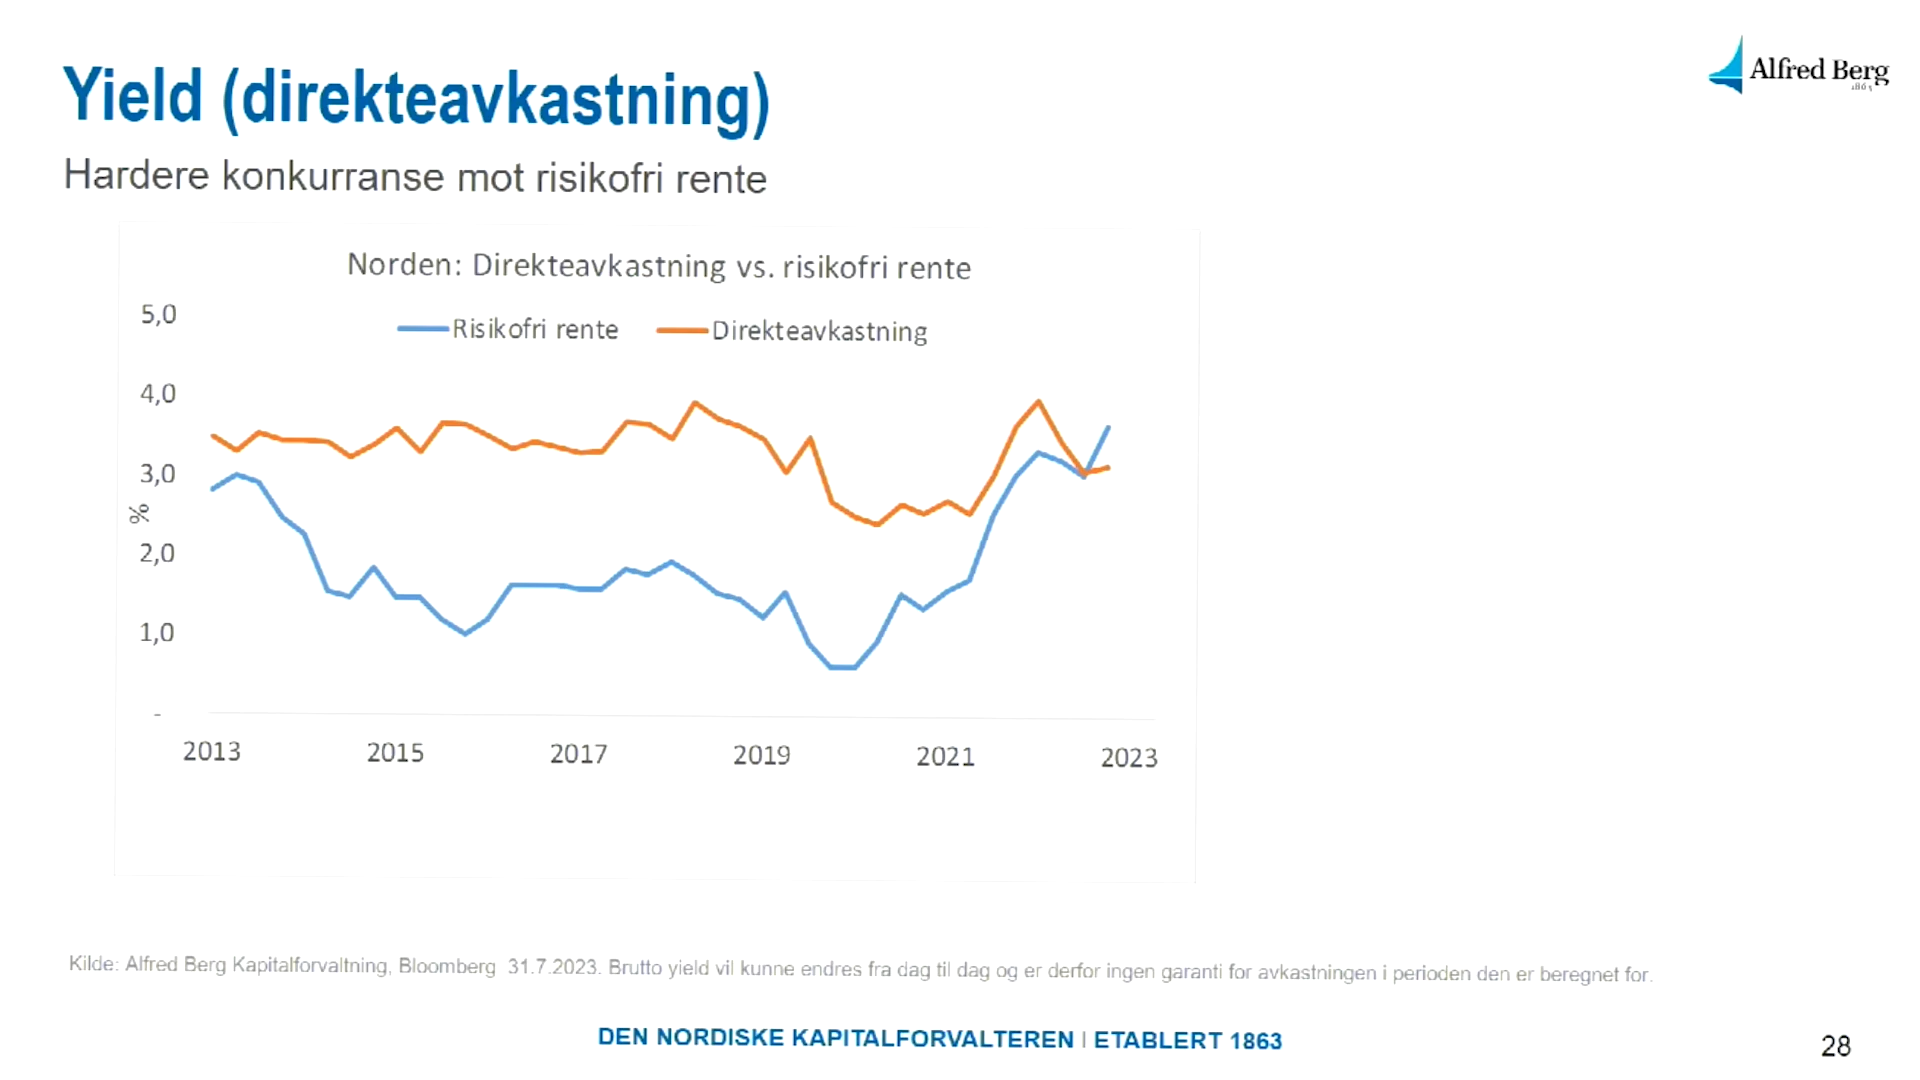 Yield (direkteavkastning)
Alfred Berg
1863
Hardere konkurranse mot risikofri rente
Norden: Direkteavkastning vs. risikofri rente
Risikofri rente
Direkteavkastning
5,0
4,0
3,0
2,0
1,0
-
%
2013
2015
2017
2019
2021
2023
Kilde: Alfred Berg Kapitalforvaltning, Bloomberg 31.7.2023. Brutto yield vil kunne endres fra dag til dag og er derfor ingen garanti for avkastningen i perioden den er beregnet for.
DEN NORDISKE KAPITALFORVALTEREN | ETABLERT 1863
28